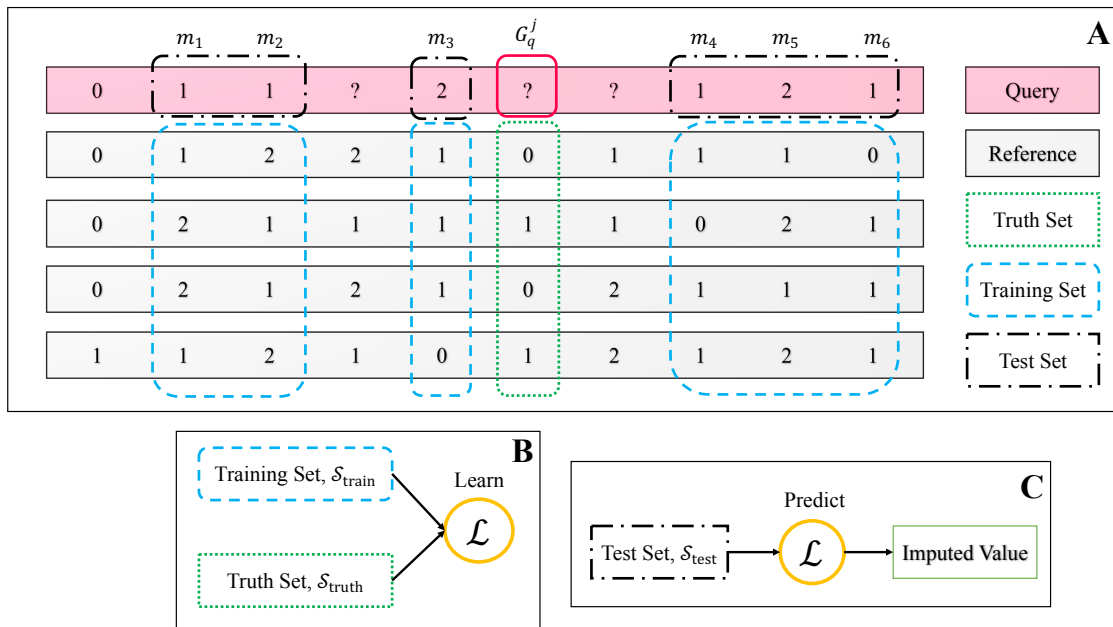 m₁ m₂ m₃ G_q^j m₄ m₅ m₆ A
0 1 1 ? 2 ? ? 1 2 1 Query
0 1 2 2 1 0 1 1 1 0 Reference
0 2 1 1 1 1 1 0 2 1 Truth Set
0 2 1 2 1 0 2 1 1 1 Training Set
1 1 2 1 0 1 2 1 2 1 Test Set
B
Training Set, 𝒮train
Learn
ℒ
Truth Set, 𝒮truth
C
Predict
Test Set, 𝒮test ℒ Imputed Value